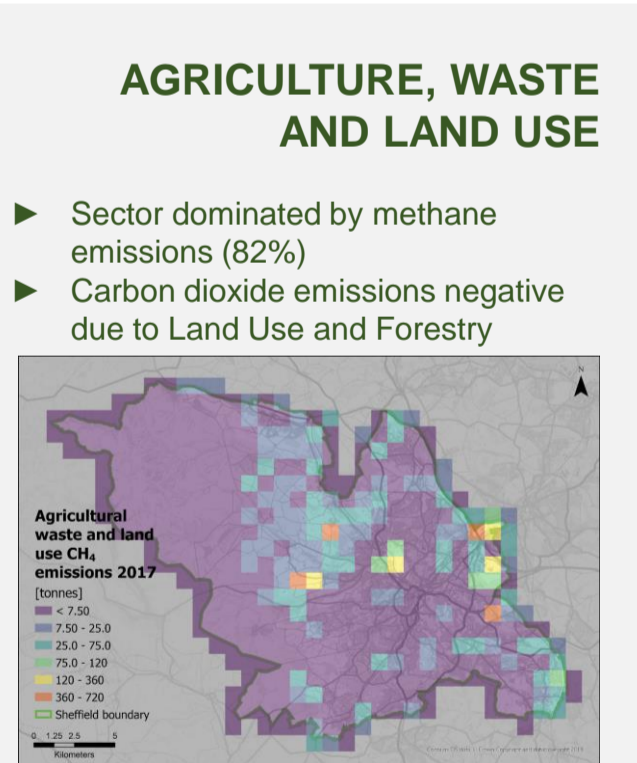 AGRICULTURE, WASTE
AND LAND USE
► Sector dominated by methane
emissions (82%)
► Carbon dioxide emissions negative
due to Land Use and Forestry
N
Agricultural
waste and land
use CH₄
emissions 2017
[tonnes]
< 7.50
7.50 - 25.0
25.0 - 75.0
75.0 - 120
120 - 360
360 - 720
Sheffield boundary
0 1.25 2.5 5
Kilometers